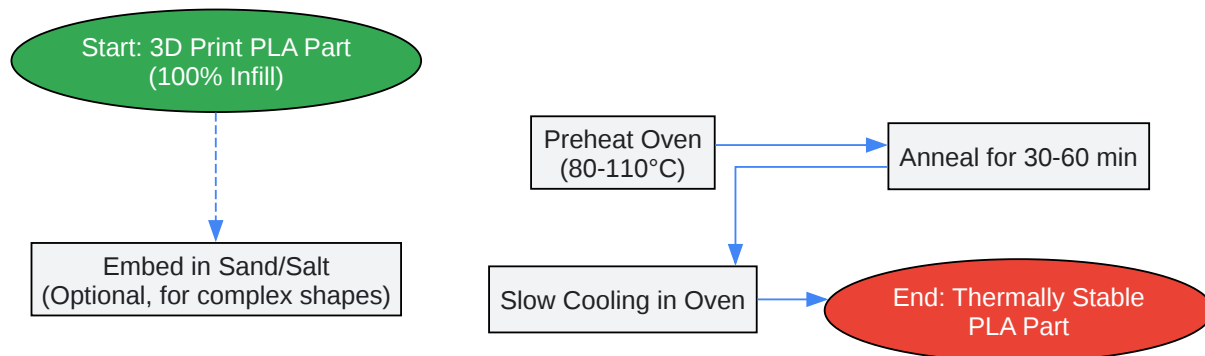 Start: 3D Print PLA Part
(100% Infill)
Embed in Sand/Salt
(Optional, for complex shapes)
Preheat Oven
(80-110°C)
Anneal for 30-60 min
Slow Cooling in Oven
End: Thermally Stable
PLA Part